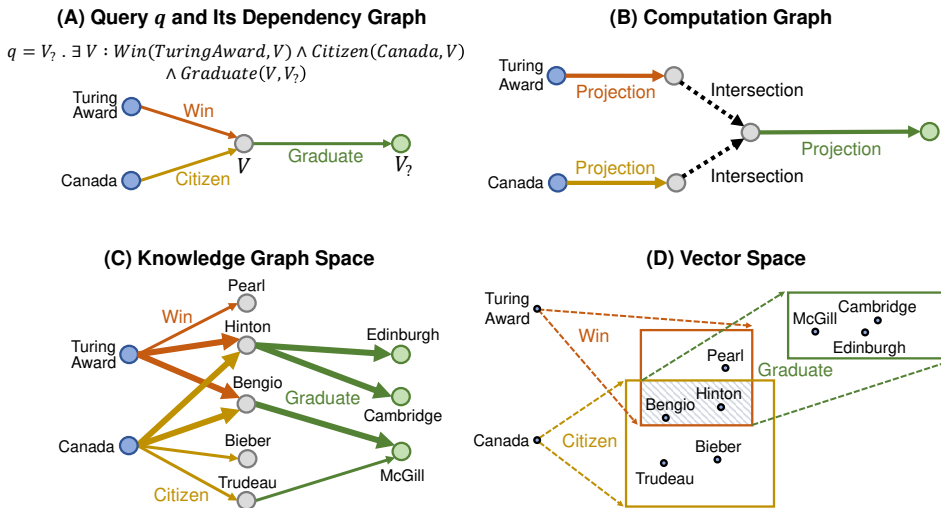 (A) Query q and Its Dependency Graph
q = V? . ∃ V : Win(TuringAward, V) ∧ Citizen(Canada, V)
∧ Graduate(V, V?)
Turing
Award
Win
Canada
Citizen
V
Graduate
V?
(B) Computation Graph
Turing
Award
Projection
Intersection
Projection
Canada
Projection
Intersection
(C) Knowledge Graph Space
Pearl
Win
Hinton
Turing
Award
Edinburgh
Bengio
Graduate
Cambridge
Canada
Bieber
McGill
Citizen
Trudeau
(D) Vector Space
Turing
Award
Win
Cambridge
McGill
Edinburgh
Pearl
Graduate
Hinton
Bengio
Canada
Citizen
Bieber
Trudeau